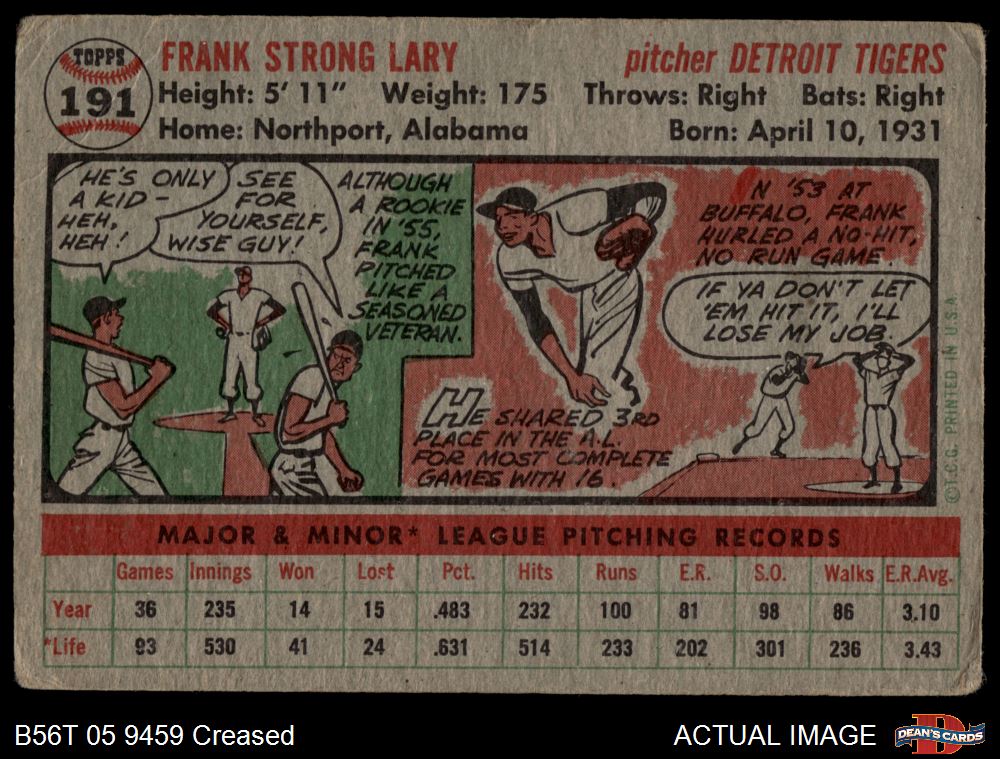 TOPPS
191
FRANK STRONG LARY
pitcher DETROIT TIGERS
Height: 5' 11" Weight: 175 Throws: Right Bats: Right
Home: Northport, Alabama Born: April 10, 1931
HE'S ONLY
A KID -
HEH,
HEH!
SEE
FOR
YOURSELF,
WISE GUY!
ALTHOUGH
A ROOKIE
IN '55,
FRANK
PITCHED
LIKE A
SEASONED
VETERAN.
HE SHARED 3RD
PLACE IN THE A.L.
FOR MOST COMPLETE
GAMES WITH 16.
N '53 AT
BUFFALO, FRANK
HURLED A NO-HIT,
NO RUN GAME.
IF YA DON'T LET
'EM HIT IT, I'LL
LOSE MY JOB.
©T.C.G. PRINTED IN U.S.A.
MAJOR & MINOR* LEAGUE PITCHING RECORDS
Games Innings Won Lost Pct. Hits Runs E.R. S.O. Walks E.R.Avg.
Year 36 235 14 15 .483 232 100 81 98 86 3.10
*Life 93 530 41 24 .631 514 233 202 301 236 3.43
B56T 05 9459 Creased
ACTUAL IMAGE
DEAN'S CARDS